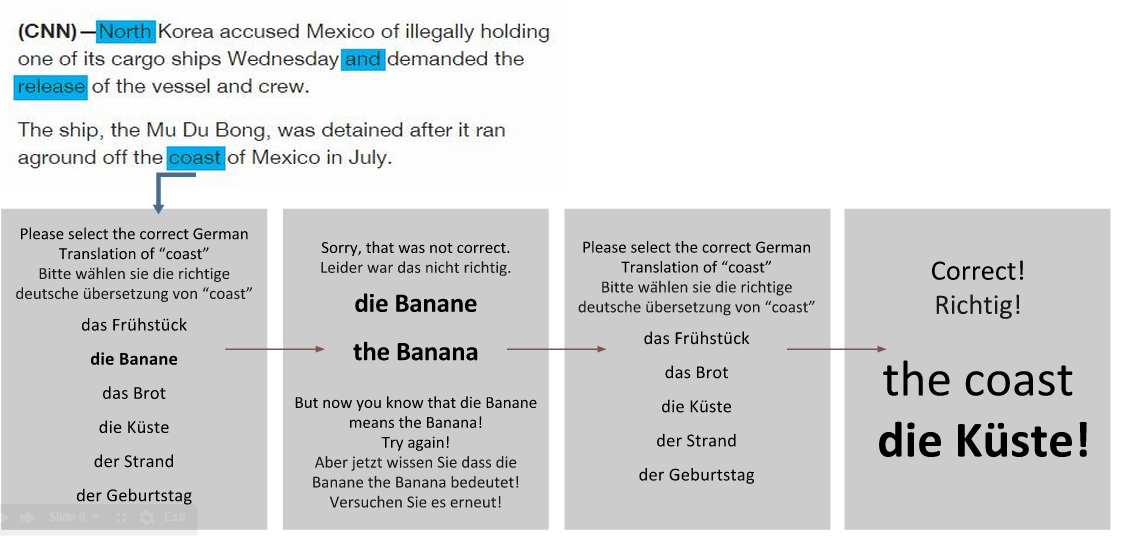 (CNN) — North Korea accused Mexico of illegally holding
one of its cargo ships Wednesday and demanded the
release of the vessel and crew.
The ship, the Mu Du Bong, was detained after it ran
aground off the coast of Mexico in July.
Please select the correct German
Translation of “coast”
Bitte wählen sie die richtige
deutsche übersetzung von “coast”
das Frühstück
die Banane
das Brot
die Küste
der Strand
der Geburtstag
Slide 6
Exit
Sorry, that was not correct.
Leider war das nicht richtig.
die Banane
the Banana
But now you know that die Banane
means the Banana!
Try again!
Aber jetzt wissen Sie dass die
Banane the Banana bedeutet!
Versuchen Sie es erneut!
Please select the correct German
Translation of “coast”
Bitte wählen sie die richtige
deutsche übersetzung von “coast”
das Frühstück
das Brot
die Küste
der Strand
der Geburtstag
Correct!
Richtig!
the coast
die Küste!